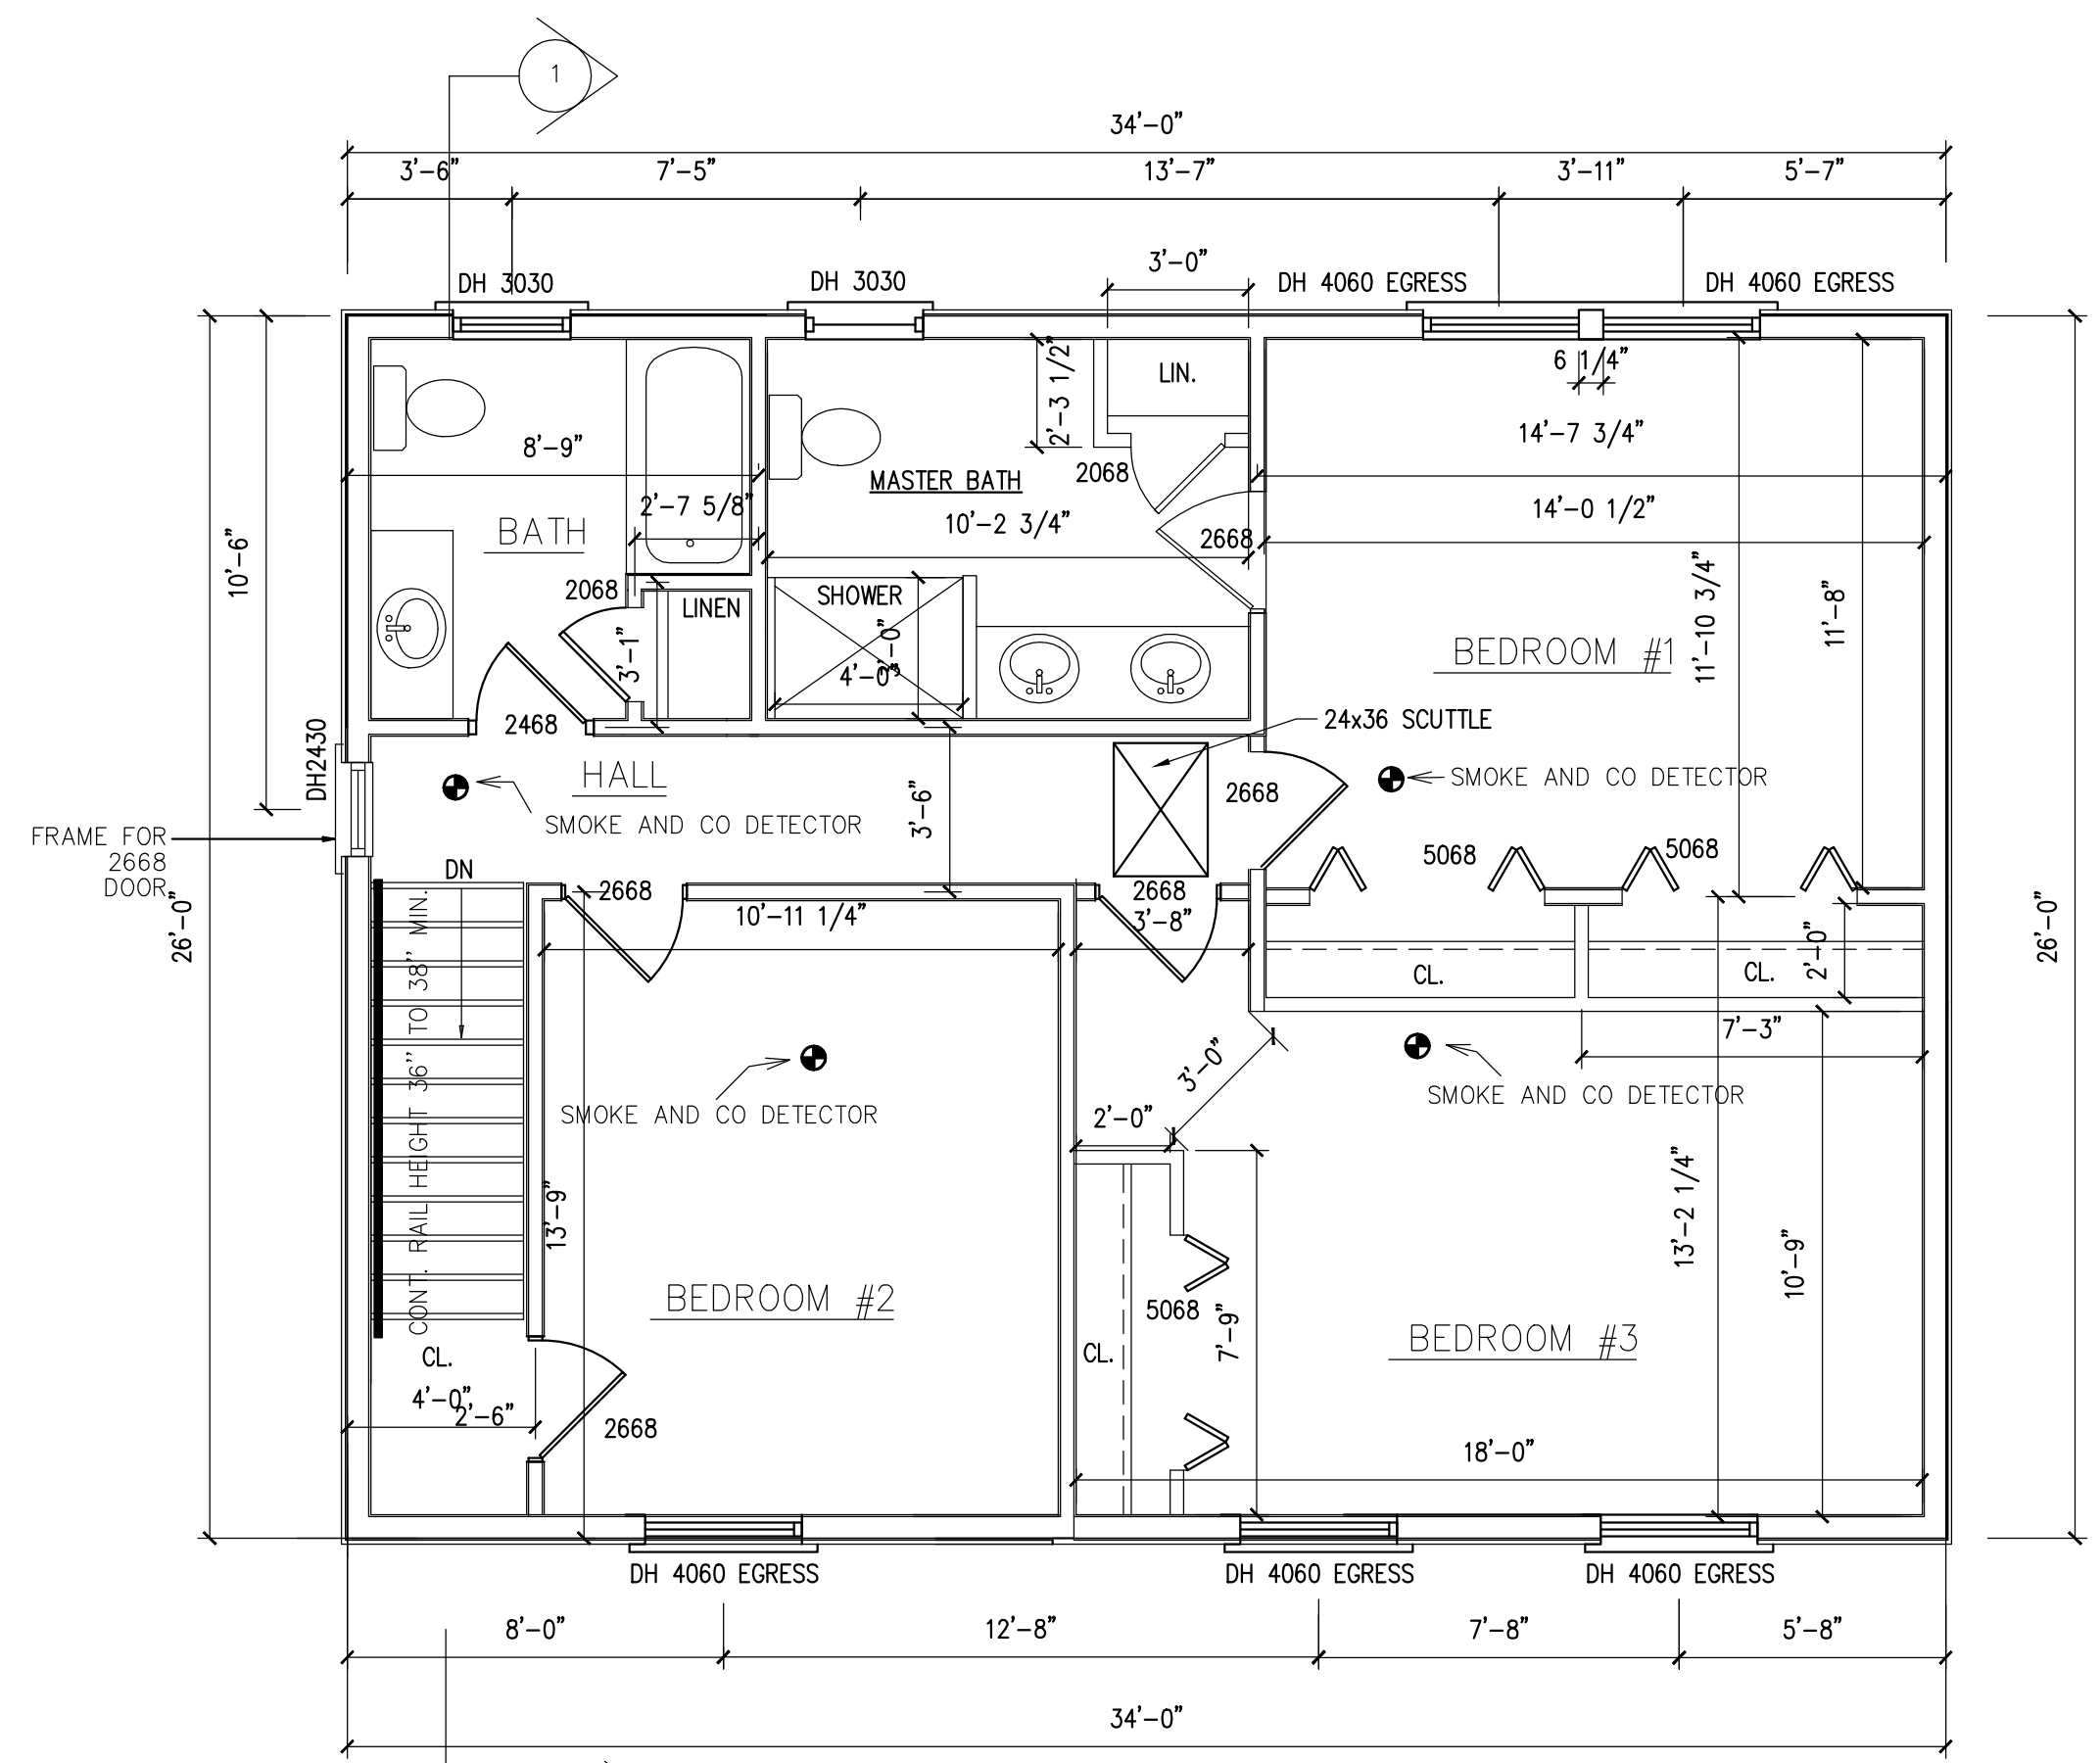 1
34'-0"
3'-6"
7'-5"
13'-7"
3'-11"
5'-7"
3'-0"
DH 3030
DH 3030
DH 4060 EGRESS
DH 4060 EGRESS
2'-3 1/2"
LIN.
6 1/4"
14'-7 3/4"
8'-9"
2068
MASTER BATH
2'-7 5/8"
14'-0 1/2"
BATH
10'-2 3/4"
2668
10'-6"
2068
LINEN
SHOWER
11'-10 3/4"
11'-8"
3'-1"
3'-0"
4'-0"
BEDROOM #1
2468
24x36 SCUTTLE
DH2430
HALL
SMOKE AND CO DETECTOR
2668
3'-6"
SMOKE AND CO DETECTOR
FRAME FOR
2668
DOOR
5068
5068
DN
2668
2668
10'-11 1/4"
3'-8"
26'-0"
26'-0"
CL.
CL.
2'-0"
7'-3"
CONT. RAIL HEIGHT 36" TO 38" MIN.
3'-0"
SMOKE AND CO DETECTOR
SMOKE AND CO DETECTOR
2'-0"
13'-9"
13'-2 1/4"
10'-9"
BEDROOM #2
5068
7'-9"
BEDROOM #3
CL.
CL.
4'-0"
2'-6"
2668
18'-0"
DH 4060 EGRESS
DH 4060 EGRESS
DH 4060 EGRESS
8'-0"
12'-8"
7'-8"
5'-8"
34'-0"